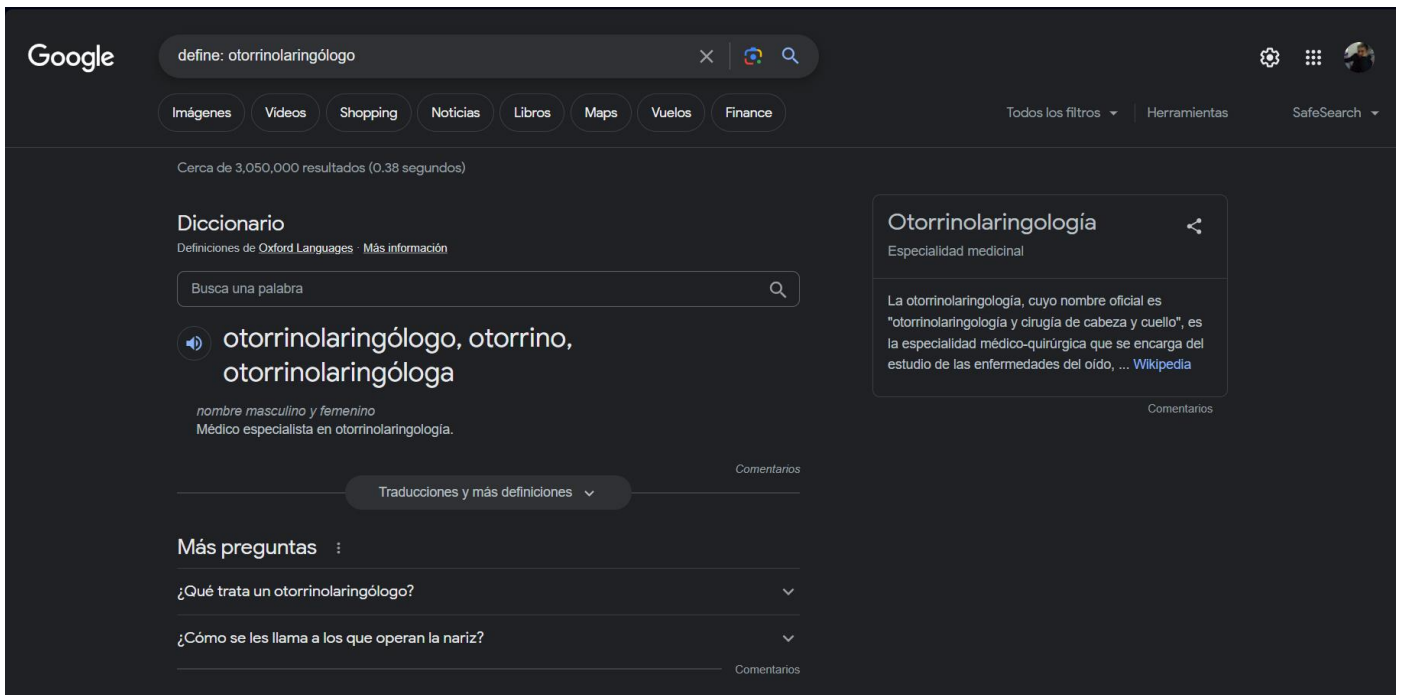 Google
define: otorrinolaringólogo
Imágenes
Vídeos
Shopping
Noticias
Libros
Maps
Vuelos
Finance
Todos los filtros
Herramientas
SafeSearch
Cerca de 3,050,000 resultados (0.38 segundos)
Diccionario
Definiciones de Oxford Languages · Más información
Busca una palabra
otorrinolaringólogo, otorrino,
otorrinolaringóloga
nombre masculino y femenino
Médico especialista en otorrinolaringología.
Comentarios
Traducciones y más definiciones
Más preguntas
¿Qué trata un otorrinolaringólogo?
¿Cómo se les llama a los que operan la nariz?
Comentarios
Otorrinolaringología
Especialidad medicinal
La otorrinolaringología, cuyo nombre oficial es
"otorrinolaringología y cirugía de cabeza y cuello", es
la especialidad médico-quirúrgica que se encarga del
estudio de las enfermedades del oído, ... Wikipedia
Comentarios